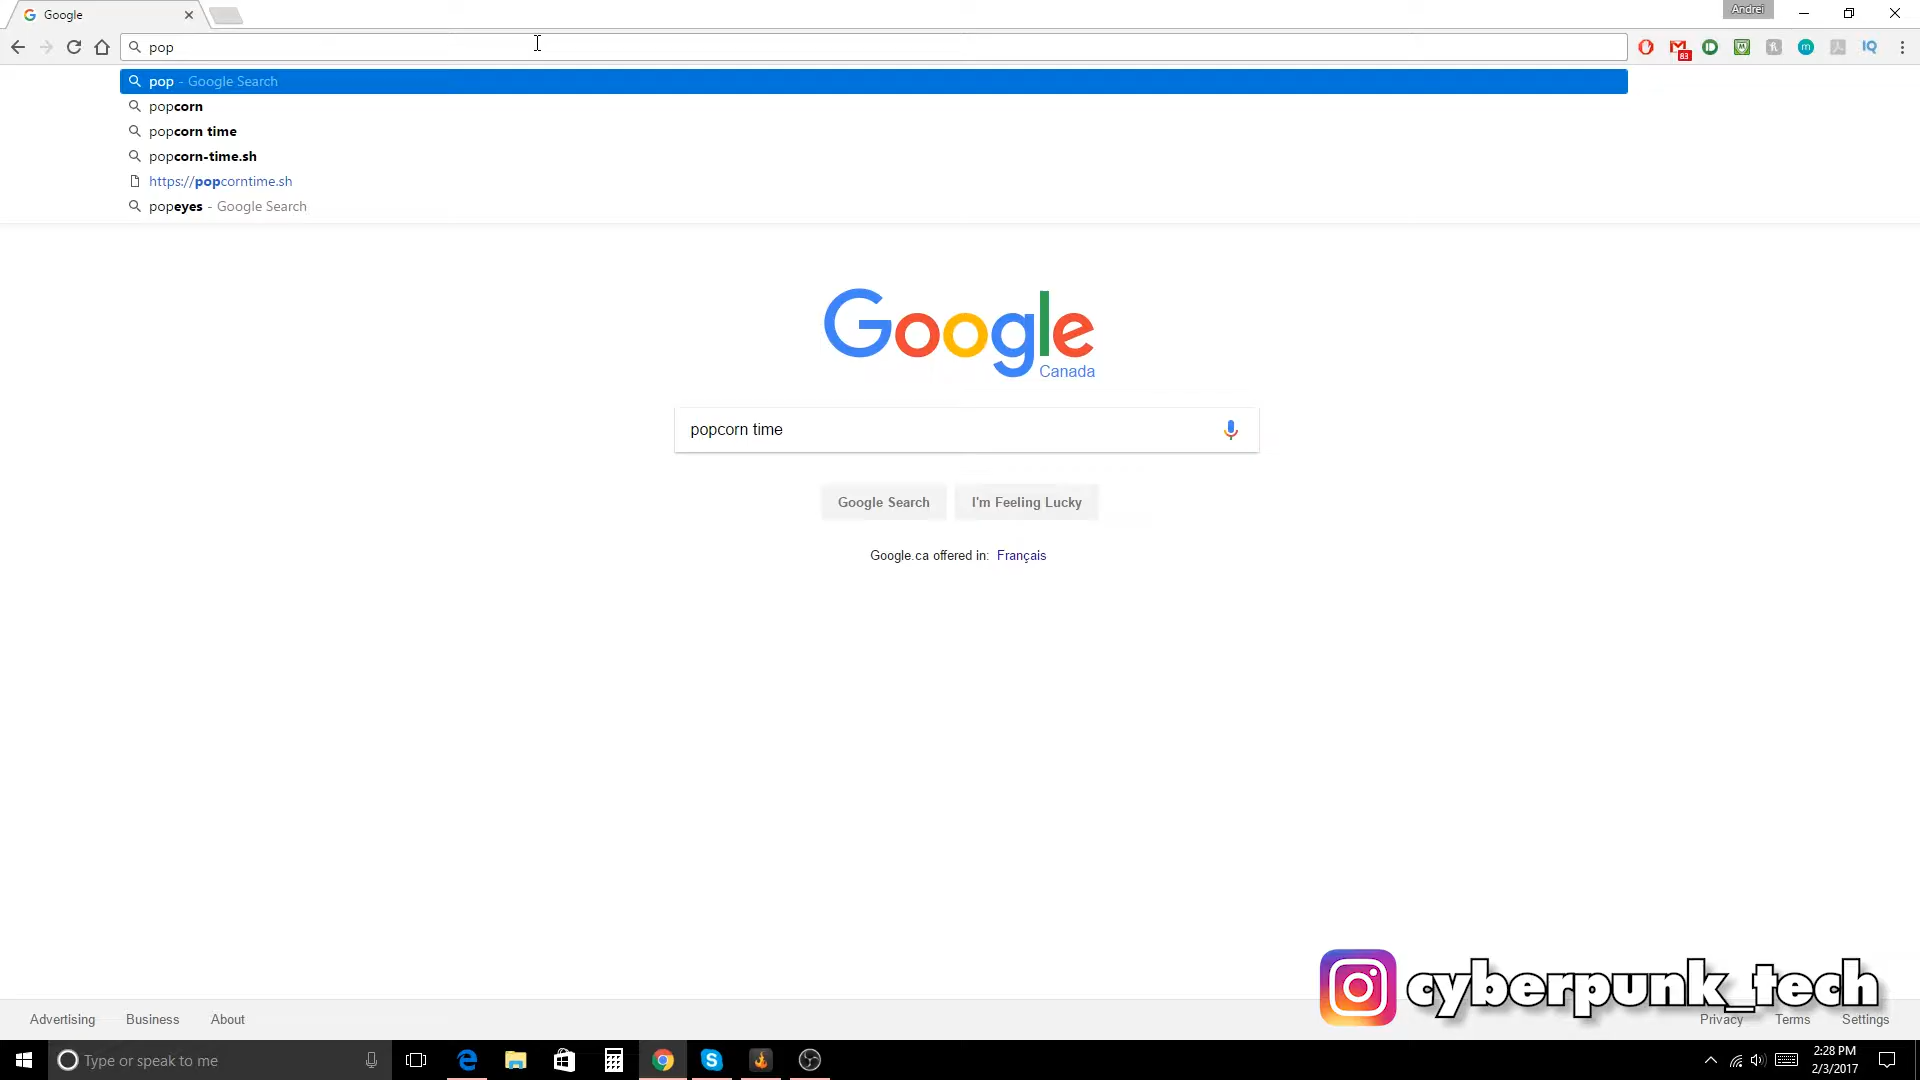 Google
Andrei
pop
83
M
m
IQ
pop - Google Search
popcorn
popcorn time
popcorn-time.sh
https://popcorntime.sh
popeyes - Google Search
Google
Canada
popcorn time
Google Search
I'm Feeling Lucky
Google.ca offered in: Français
cyberpunk_tech
Advertising
Business
About
Privacy
Terms
Settings
Type or speak to me
2:28 PM
2/3/2017